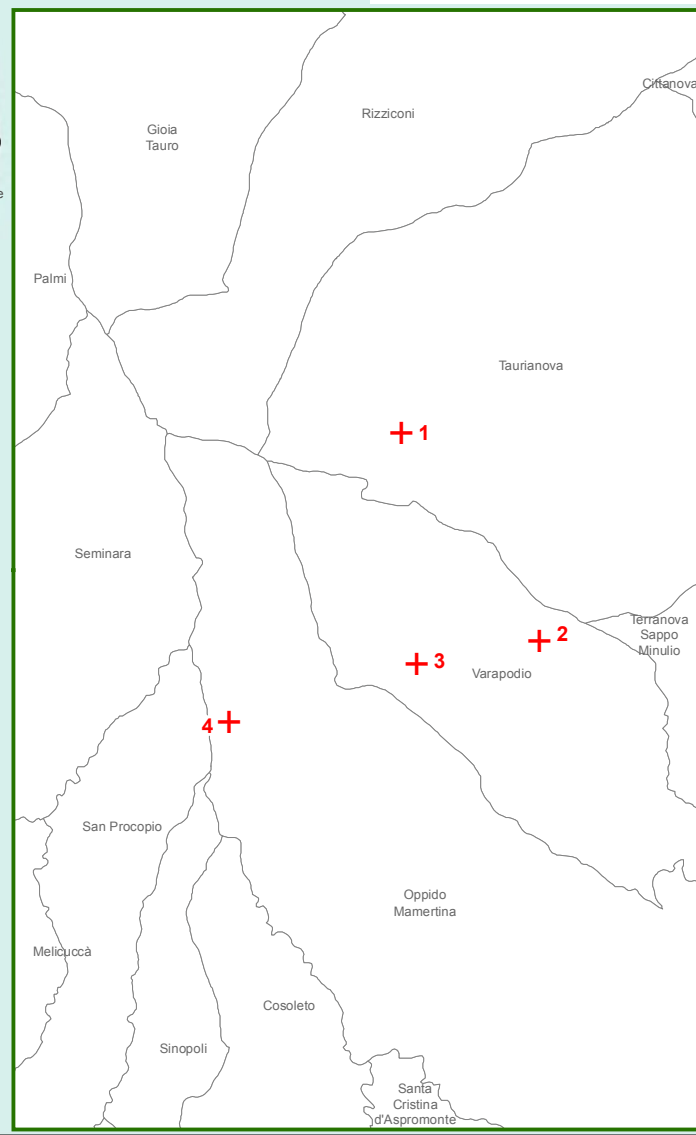 Cittanova
Rizziconi
Gioia
Tauro
e
Palmi
Taurianova
1
Seminara
Terranova
Sappo
Minulio
2
3
Varapodio
4
San Procopio
Oppido
Mamertina
Melicuccà
Cosoleto
Sinopoli
Santa
Cristina
d'Aspromonte